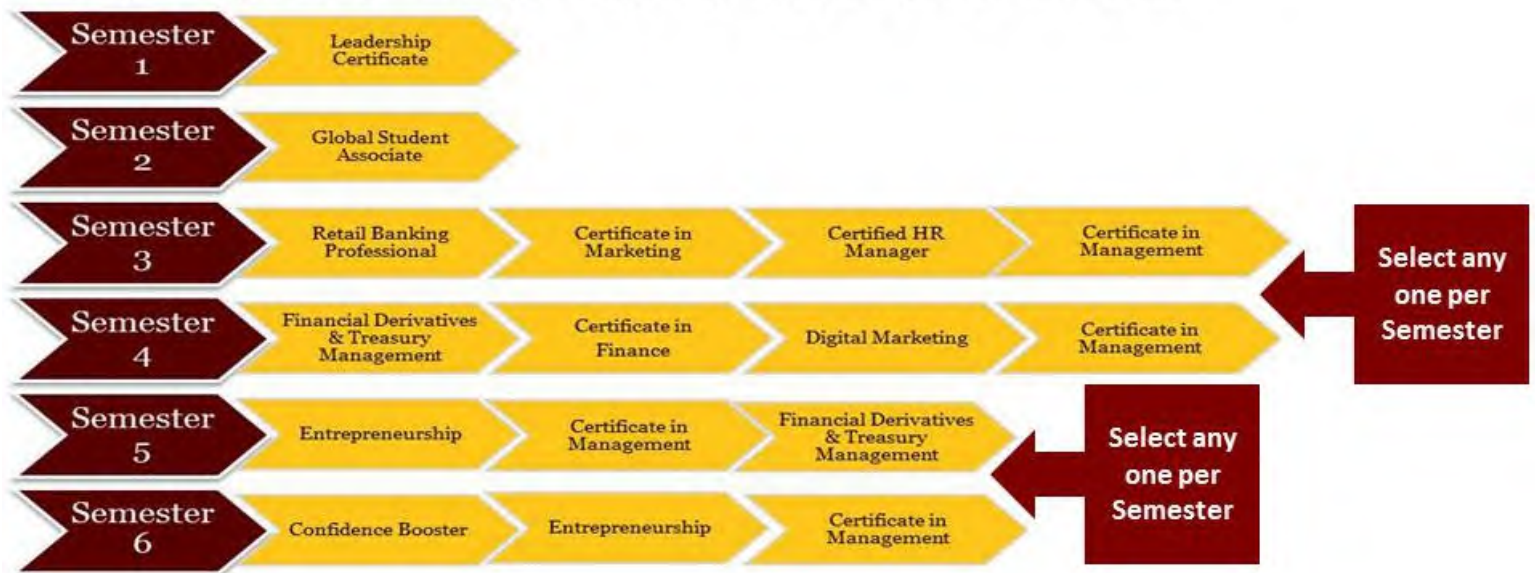 Semester
1
Leadership
Certificate
Semester
2
Global Student
Associate
Semester
3
Retail Banking
Professional
Certificate in
Marketing
Certified HR
Manager
Certificate in
Management
Semester
4
Financial Derivatives
& Treasury
Management
Certificate in
Finance
Digital Marketing
Certificate in
Management
Select any
one per
Semester
Semester
5
Entrepreneurship
Certificate in
Management
Financial Derivatives
& Treasury
Management
Semester
6
Confidence Booster
Entrepreneurship
Certificate in
Management
Select any
one per
Semester